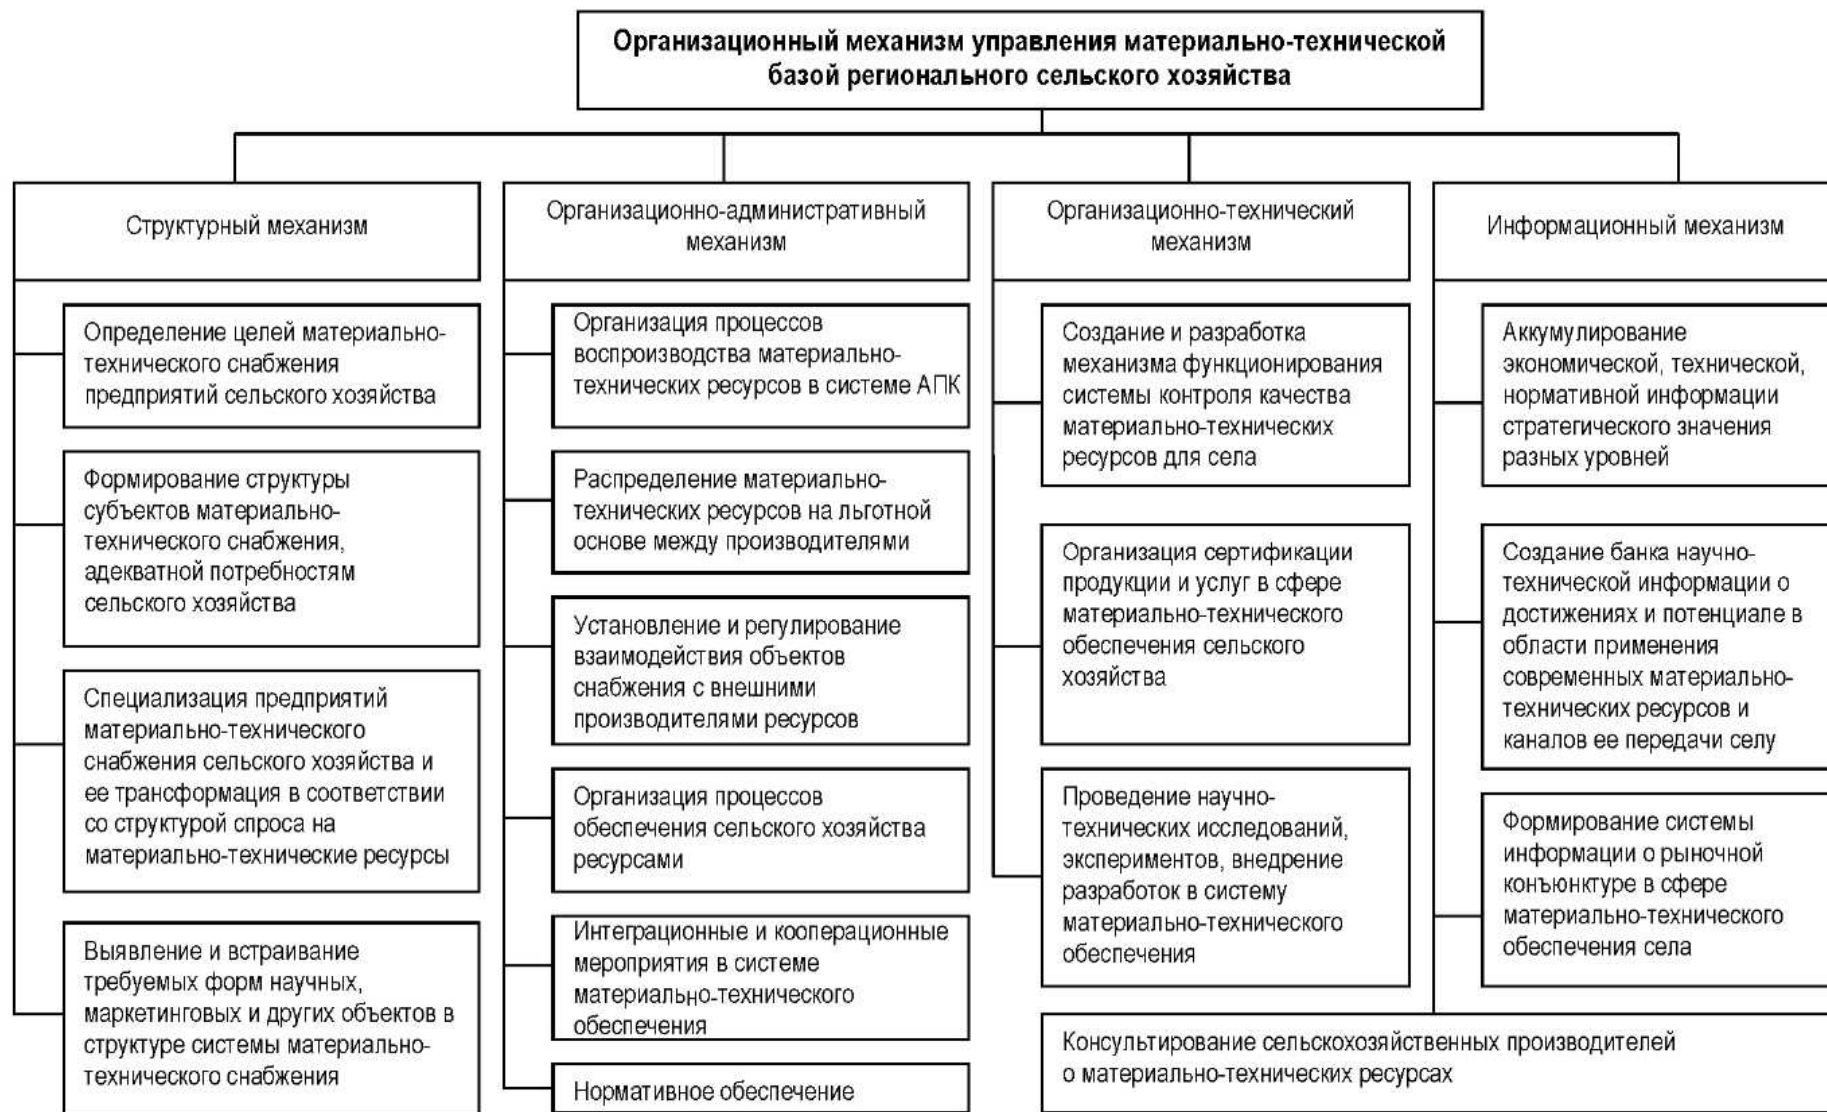 Организационный механизм управления материально-технической
базой регионального сельского хозяйства
Структурный механизм
Определение целей материально-
технического снабжения
предприятий сельского хозяйства
Формирование структуры
субъектов материально-
технического снабжения,
адекватной потребностям
сельского хозяйства
Специализация предприятий
материально-технического
снабжения сельского хозяйства и
ее трансформация в соответствии
со структурой спроса на
материально-технические ресурсы
Выявление и встраивание
требуемых форм научных,
маркетинговых и других объектов в
структуре системы материально-
технического снабжения
Организационно-административный
механизм
Организация процессов
воспроизводства материально-
технических ресурсов в системе АПК
Распределение материально-
технических ресурсов на льготной
основе между производителями
Установление и регулирование
взаимодействия объектов
снабжения с внешними
производителями ресурсов
Организация процессов
обеспечения сельского хозяйства
ресурсами
Интеграционные и кооперационные
мероприятия в системе
материально-технического
обеспечения
Нормативное обеспечение
Организационно-технический
механизм
Создание и разработка
механизма функционирования
системы контроля качества
материально-технических
ресурсов для села
Организация сертификации
продукции и услуг в сфере
материально-технического
обеспечения сельского
хозяйства
Проведение научно-
технических исследований,
экспериментов, внедрение
разработок в систему
материально-технического
обеспечения
Информационный механизм
Аккумулирование
экономической, технической,
нормативной информации
стратегического значения
разных уровней
Создание банка научно-
технической информации о
достижениях и потенциале в
области применения
современных материально-
технических ресурсов и
каналов ее передачи селу
Формирование системы
информации о рыночной
конъюнктуре в сфере
материально-технического
обеспечения села
Консультирование сельскохозяйственных производителей
о материально-технических ресурсах